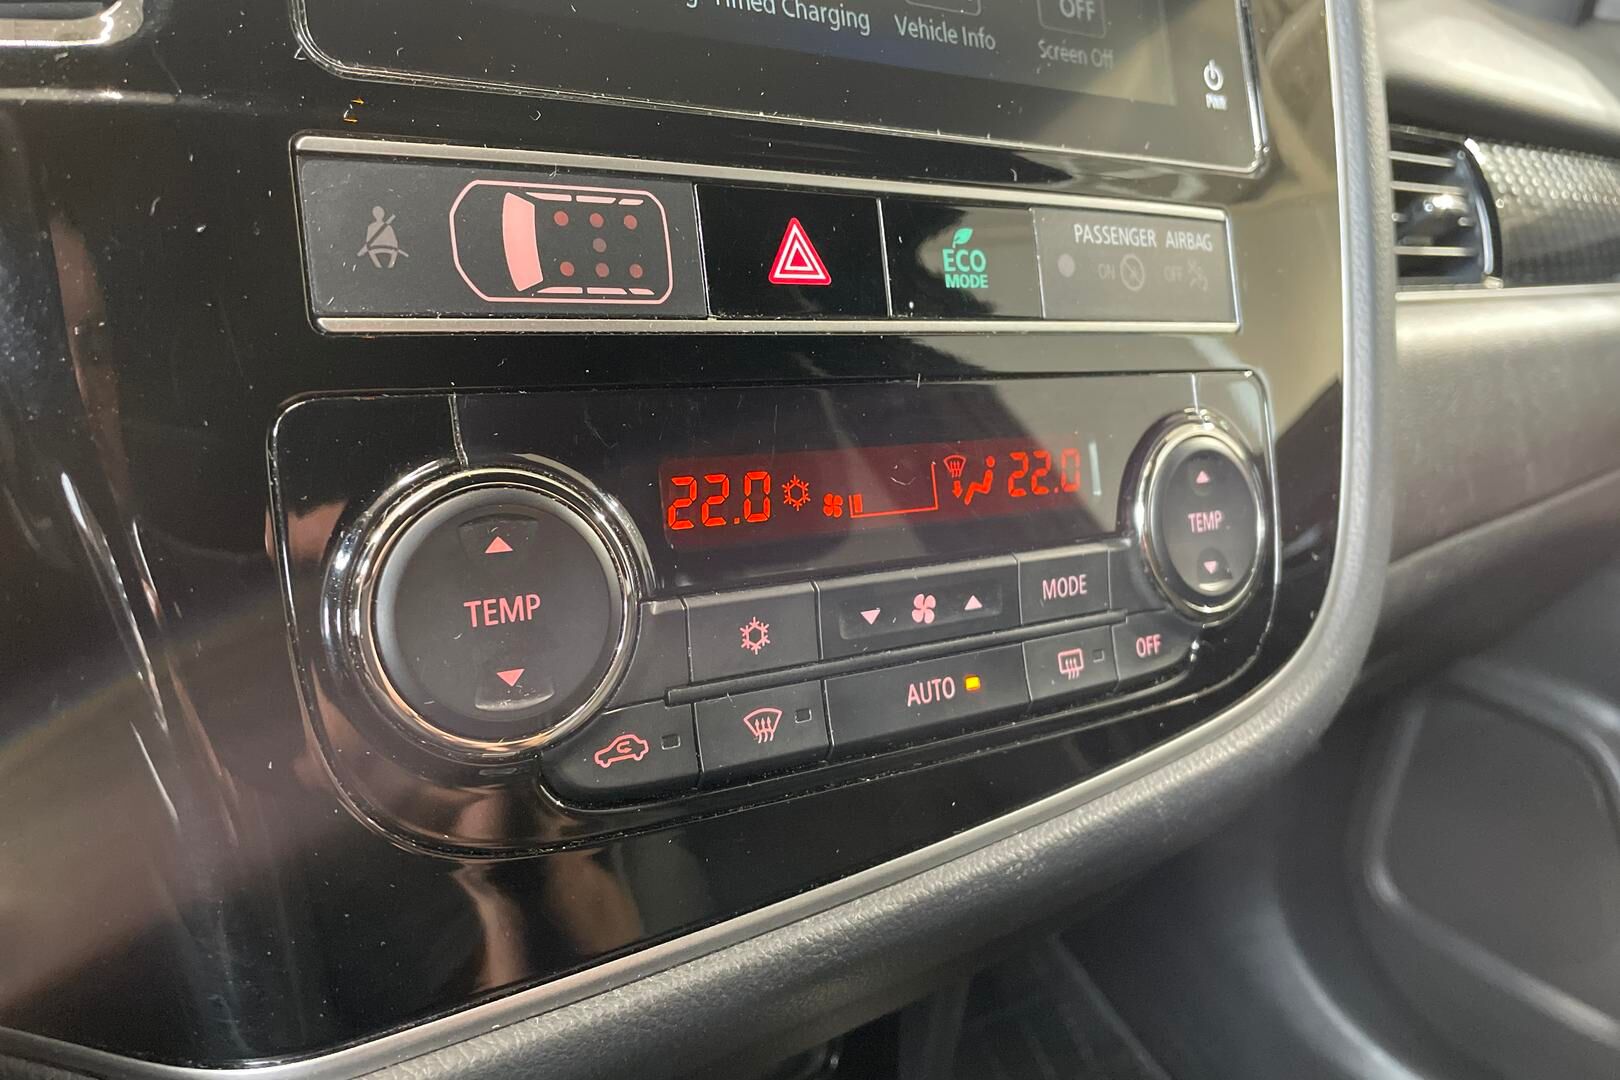 Timed Charging
Vehicle Info
OFF
Screen Off
PWR
ECO
MODE
PASSENGER AIRBAG
ON
OFF
22.0
22.0
TEMP
TEMP
MODE
AUTO
OFF